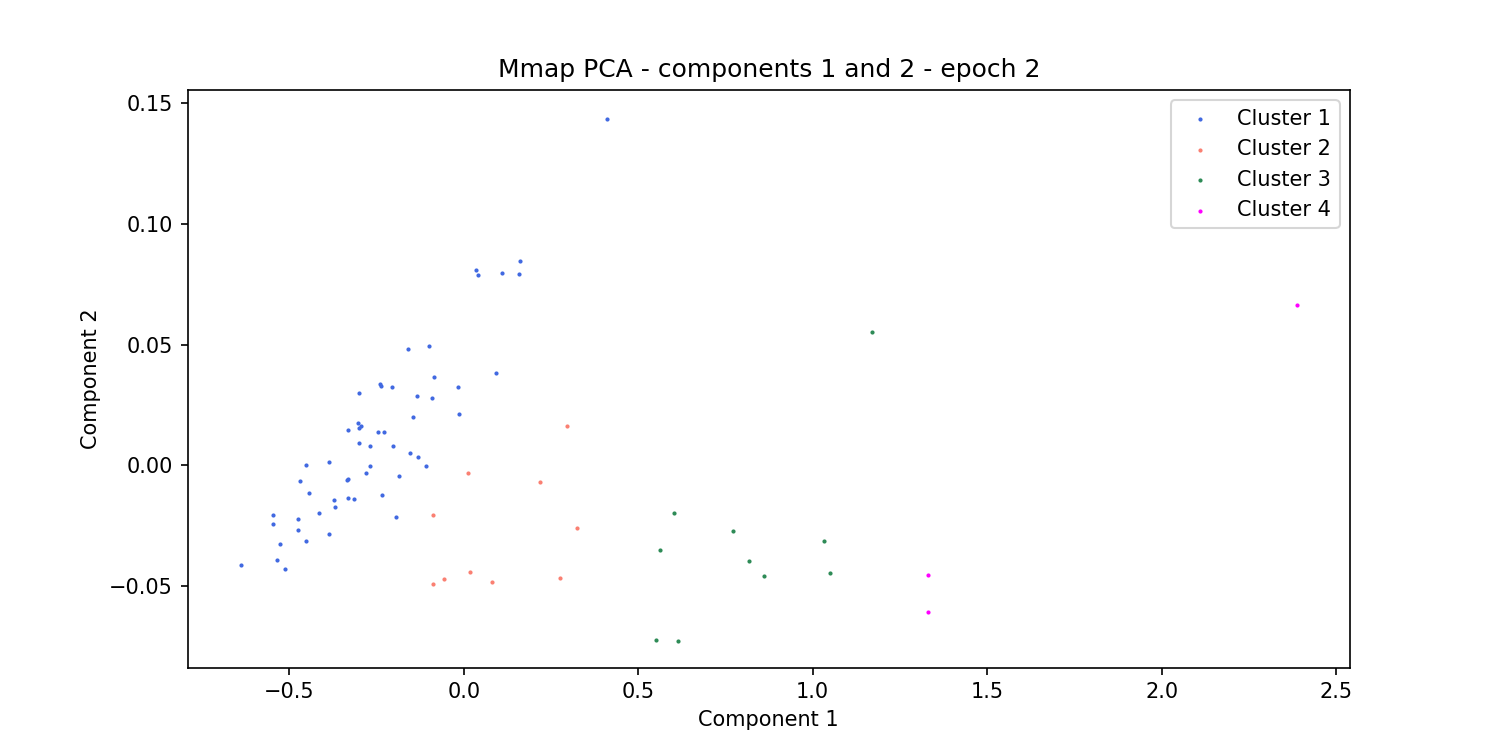 Mmap PCA - components 1 and 2 - epoch 2
Cluster 1
Cluster 2
Cluster 3
Cluster 4
0.15
0.10
0.05
0.00
−0.05
Component 2
−0.5
0.0
0.5
1.0
1.5
2.0
2.5
Component 1